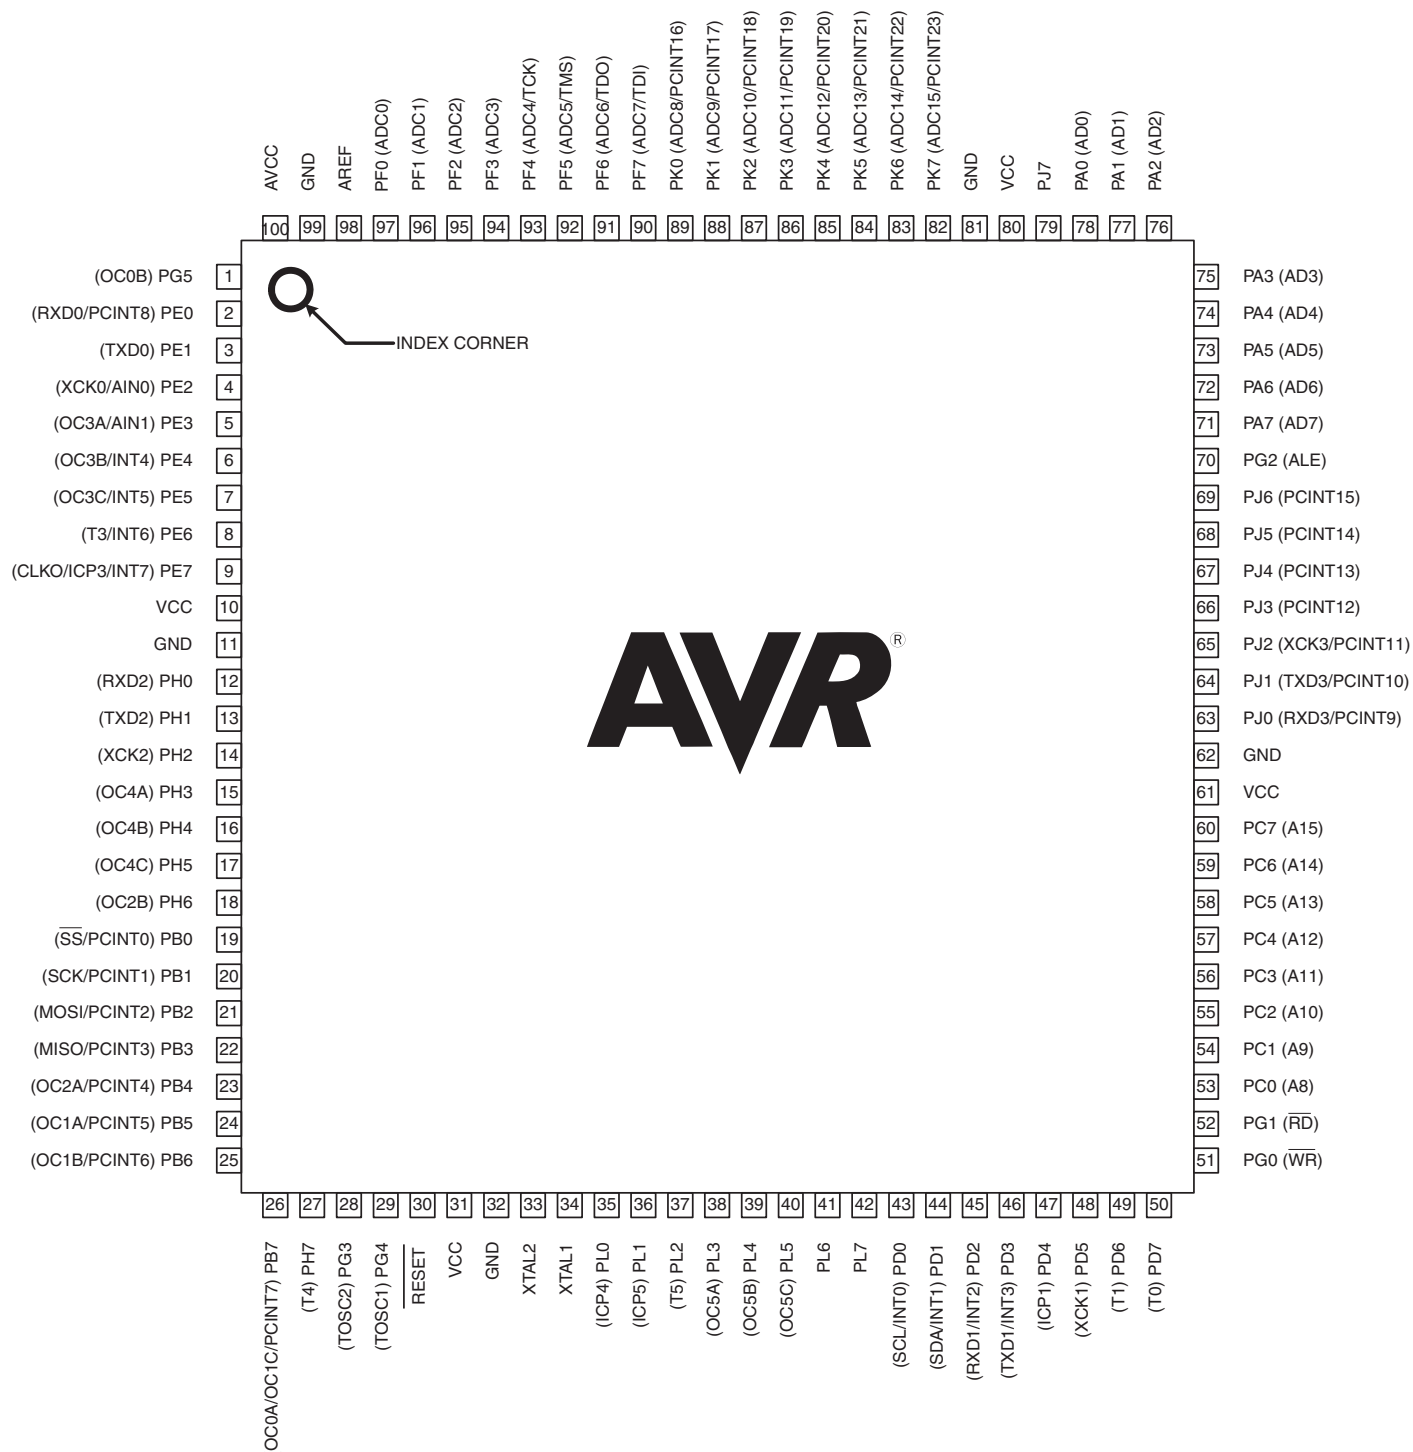 AVCC
GND
AREF
PF0 (ADC0)
PF1 (ADC1)
PF2 (ADC2)
PF3 (ADC3)
PF4 (ADC4/TCK)
PF5 (ADC5/TMS)
PF6 (ADC6/TDO)
PF7 (ADC7/TDI)
PK0 (ADC8/PCINT16)
PK1 (ADC9/PCINT17)
PK2 (ADC10/PCINT18)
PK3 (ADC11/PCINT19)
PK4 (ADC12/PCINT20)
PK5 (ADC13/PCINT21)
PK6 (ADC14/PCINT22)
PK7 (ADC15/PCINT23)
GND
VCC
PJ7
PA0 (AD0)
PA1 (AD1)
PA2 (AD2)
100 99 98 97 96 95 94 93 92 91 90 89 88 87 86 85 84 83 82 81 80 79 78 77 76
(OC0B) PG5 1
(RXD0/PCINT8) PE0 2
(TXD0) PE1 3
(XCK0/AIN0) PE2 4
(OC3A/AIN1) PE3 5
(OC3B/INT4) PE4 6
(OC3C/INT5) PE5 7
(T3/INT6) PE6 8
(CLKO/ICP3/INT7) PE7 9
VCC 10
GND 11
(RXD2) PH0 12
(TXD2) PH1 13
(XCK2) PH2 14
(OC4A) PH3 15
(OC4B) PH4 16
(OC4C) PH5 17
(OC2B) PH6 18
(SS/PCINT0) PB0 19
(SCK/PCINT1) PB1 20
(MOSI/PCINT2) PB2 21
(MISO/PCINT3) PB3 22
(OC2A/PCINT4) PB4 23
(OC1A/PCINT5) PB5 24
(OC1B/PCINT6) PB6 25
INDEX CORNER
AVR®
75 PA3 (AD3)
74 PA4 (AD4)
73 PA5 (AD5)
72 PA6 (AD6)
71 PA7 (AD7)
70 PG2 (ALE)
69 PJ6 (PCINT15)
68 PJ5 (PCINT14)
67 PJ4 (PCINT13)
66 PJ3 (PCINT12)
65 PJ2 (XCK3/PCINT11)
64 PJ1 (TXD3/PCINT10)
63 PJ0 (RXD3/PCINT9)
62 GND
61 VCC
60 PC7 (A15)
59 PC6 (A14)
58 PC5 (A13)
57 PC4 (A12)
56 PC3 (A11)
55 PC2 (A10)
54 PC1 (A9)
53 PC0 (A8)
52 PG1 (RD)
51 PG0 (WR)
26 27 28 29 30 31 32 33 34 35 36 37 38 39 40 41 42 43 44 45 46 47 48 49 50
OC0A/OC1C/PCINT7) PB7
(T4) PH7
(TOSC2) PG3
(TOSC1) PG4
RESET
VCC
GND
XTAL2
XTAL1
(ICP4) PL0
(ICP5) PL1
(T5) PL2
(OC5A) PL3
(OC5B) PL4
(OC5C) PL5
PL6
PL7
(SCL/INT0) PD0
(SDA/INT1) PD1
(RXD1/INT2) PD2
(TXD1/INT3) PD3
(ICP1) PD4
(XCK1) PD5
(T1) PD6
(T0) PD7